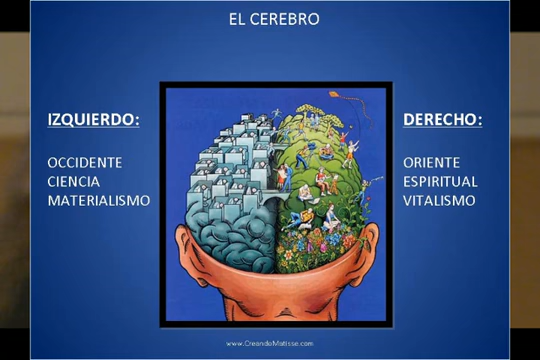 EL CEREBRO
IZQUIERDO:
OCCIDENTE
CIENCIA
MATERIALISMO
DERECHO:
ORIENTE
ESPIRITUAL
VITALISMO
www.CreandoMatisse.com